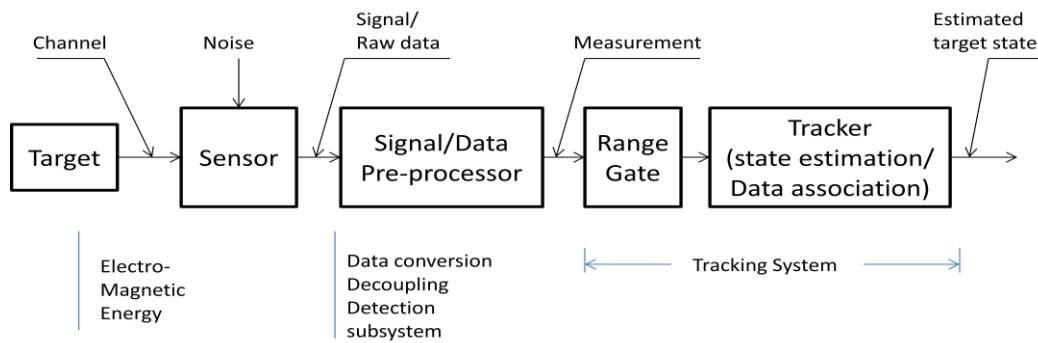 Channel
Noise
Signal/
Raw data
Measurement
Estimated
target state
Target
Sensor
Signal/Data
Pre-processor
Range
Gate
Tracker
(state estimation/
Data association)
Electro-
Magnetic
Energy
Data conversion
Decoupling
Detection
subsystem
Tracking System